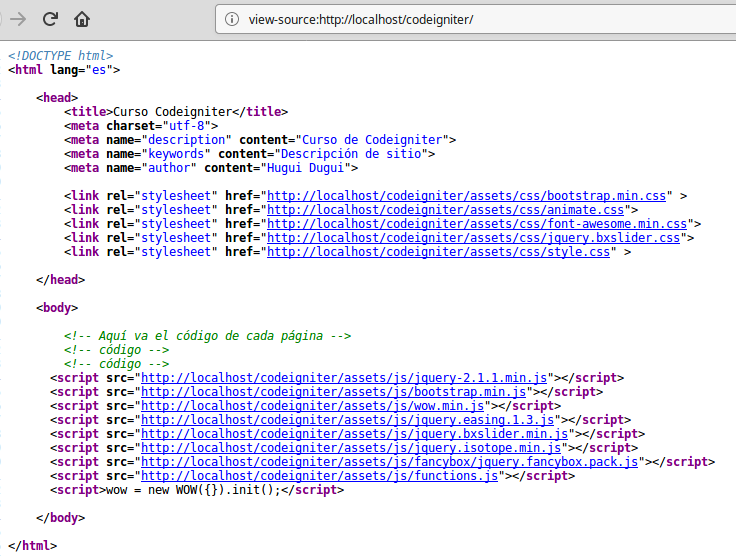 view-source:http://localhost/codeigniter/
<!DOCTYPE html>
<html lang="es">
<head>
<title>Curso Codeigniter</title>
<meta charset="utf-8">
<meta name="description" content="Curso de Codeigniter">
<meta name="keywords" content="Descripción de sitio">
<meta name="author" content="Hugui Dugui">
<link rel="stylesheet" href="http://localhost/codeigniter/assets/css/bootstrap.min.css" >
<link rel="stylesheet" href="http://localhost/codeigniter/assets/css/animate.css">
<link rel="stylesheet" href="http://localhost/codeigniter/assets/css/font-awesome.min.css">
<link rel="stylesheet" href="http://localhost/codeigniter/assets/css/jquery.bxslider.css">
<link rel="stylesheet" href="http://localhost/codeigniter/assets/css/style.css" >
</head>
<body>
<!-- Aquí va el código de cada página -->
<!-- código -->
<!-- código -->
<script src="http://localhost/codeigniter/assets/js/jquery-2.1.1.min.js"></script>
<script src="http://localhost/codeigniter/assets/js/bootstrap.min.js"></script>
<script src="http://localhost/codeigniter/assets/js/wow.min.js"></script>
<script src="http://localhost/codeigniter/assets/js/jquery.easing.1.3.js"></script>
<script src="http://localhost/codeigniter/assets/js/jquery.bxslider.min.js"></script>
<script src="http://localhost/codeigniter/assets/js/jquery.isotope.min.js"></script>
<script src="http://localhost/codeigniter/assets/js/fancybox/jquery.fancybox.pack.js"></script>
<script src="http://localhost/codeigniter/assets/js/functions.js"></script>
<script>wow = new WOW({}).init();</script>
</body>
</html>